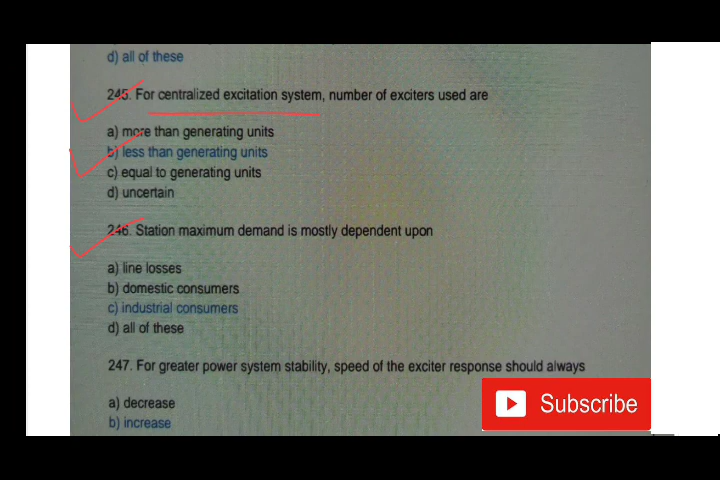 d) all of these
245. For centralized excitation system, number of exciters used are
a) more than generating units
b) less than generating units
c) equal to generating units
d) uncertain
246. Station maximum demand is mostly dependent upon
a) line losses
b) domestic consumers
c) industrial consumers
d) all of these
247. For greater power system stability, speed of the exciter response should always
Subscribe
a) decrease
b) increase